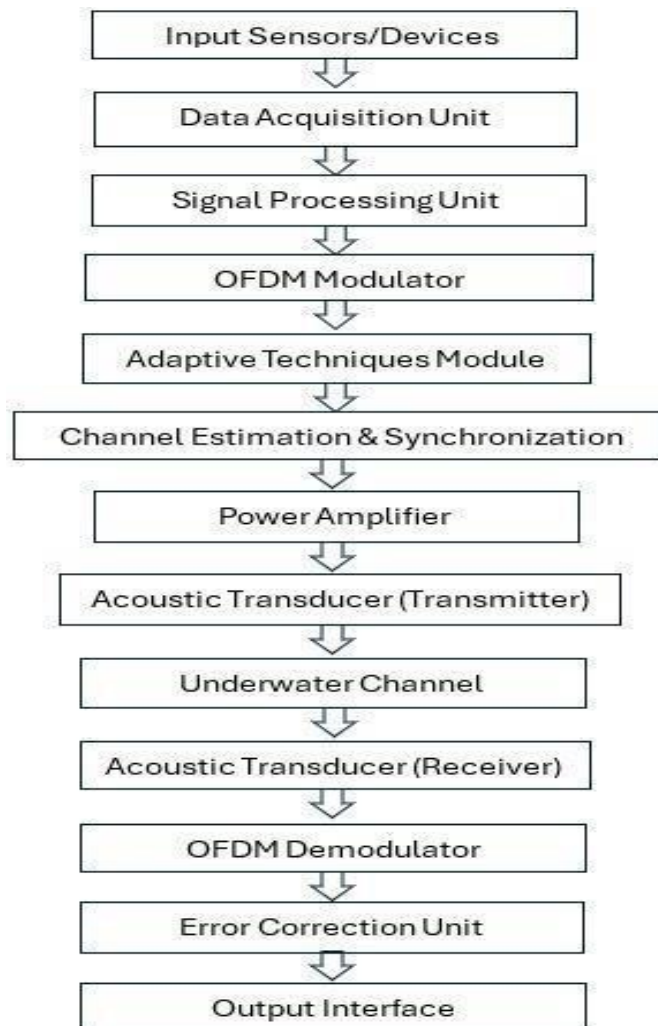 Input Sensors/Devices
Data Acquisition Unit
Signal Processing Unit
OFDM Modulator
Adaptive Techniques Module
Channel Estimation & Synchronization
Power Amplifier
Acoustic Transducer (Transmitter)
Underwater Channel
Acoustic Transducer (Receiver)
OFDM Demodulator
Error Correction Unit
Output Interface